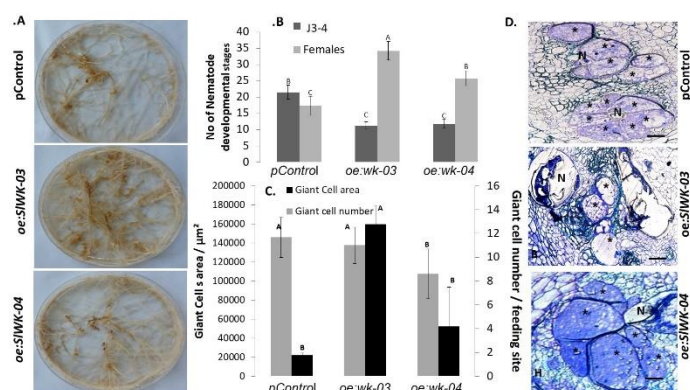 .A
pControl
oe:SlWK-03
oe:SlWK-04
.B
J3-4
Females
No of Nematode
developmental stages
40
35
30
25
20
15
10
5
0
B
C
A
C
C
B
pControl
oe:wk-03
oe:wk-04
C.
Giant Cell area
Giant cell number
Giant Cell s area / µm²
200000
180000
160000
140000
120000
100000
80000
60000
40000
20000
0
A
B
A
A
B
B
16
14
12
10
8
6
4
2
0
Giant cell number / feeding site
pControl
oe:wk-03
oe:wk-04
D.
N
N
pControl
N
B
oe:SlWK-03
N
H
oe:SlWK-04